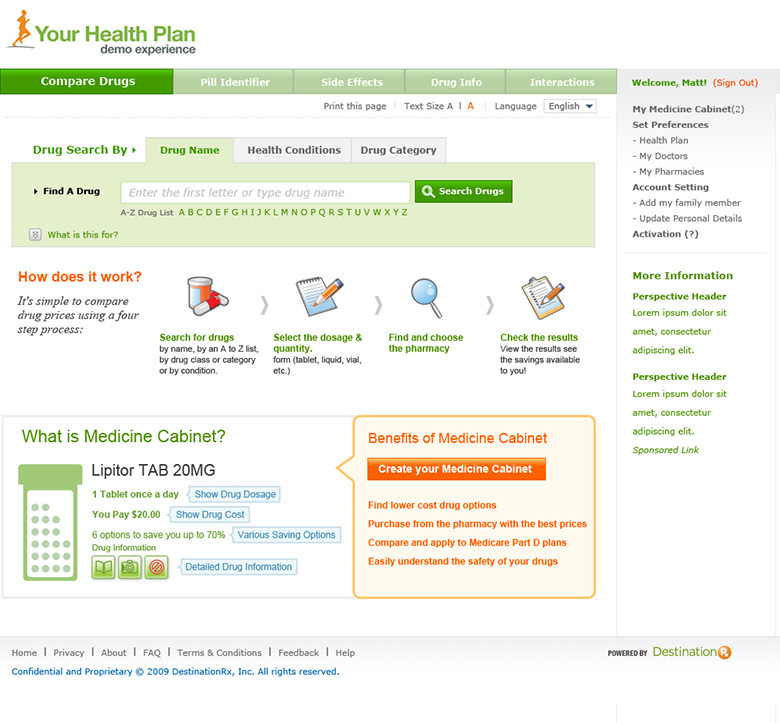 Your Health Plan
demo experience
Compare Drugs
Pill Identifier
Side Effects
Drug Info
Interactions
Print this page
Text Size A | A
Language English
Drug Search By
Drug Name
Health Conditions
Drug Category
Find A Drug
Enter the first letter or type drug name
Search Drugs
A-Z Drug List A B C D E F G H I J K L M N O P Q R S T U V W X Y Z
What is this for?
How does it work?
It's simple to compare
drug prices using a four
step process:
Search for drugs
by name, by an A to Z list,
by drug class or category
or by condition.
Select the dosage &
quantity.
form (tablet, liquid, vial,
etc.)
Find and choose
the pharmacy
Check the results
View the results see
the savings available
to you!
What is Medicine Cabinet?
Lipitor TAB 20MG
1 Tablet once a day
Show Drug Dosage
You Pay $20.00
Show Drug Cost
6 options to save you up to 70%
Various Saving Options
Drug Information
Detailed Drug Information
Benefits of Medicine Cabinet
Create your Medicine Cabinet
Find lower cost drug options
Purchase from the pharmacy with the best prices
Compare and apply to Medicare Part D plans
Easily understand the safety of your drugs
Welcome, Matt! (Sign Out)
My Medicine Cabinet(2)
Set Preferences
- Health Plan
- My Doctors
- My Pharmacies
Account Setting
- Add my family member
- Update Personal Details
Activation (?)
More Information
Perspective Header
Lorem ipsum dolor sit
amet, consectetur
adipiscing elit.
Perspective Header
Lorem ipsum dolor sit
amet, consectetur
adipiscing elit.
Sponsored Link
Home | Privacy | About | FAQ | Terms & Conditions | Feedback | Help
Confidential and Proprietary © 2009 DestinationRx, Inc. All rights reserved.
POWERED BY DestinationRx